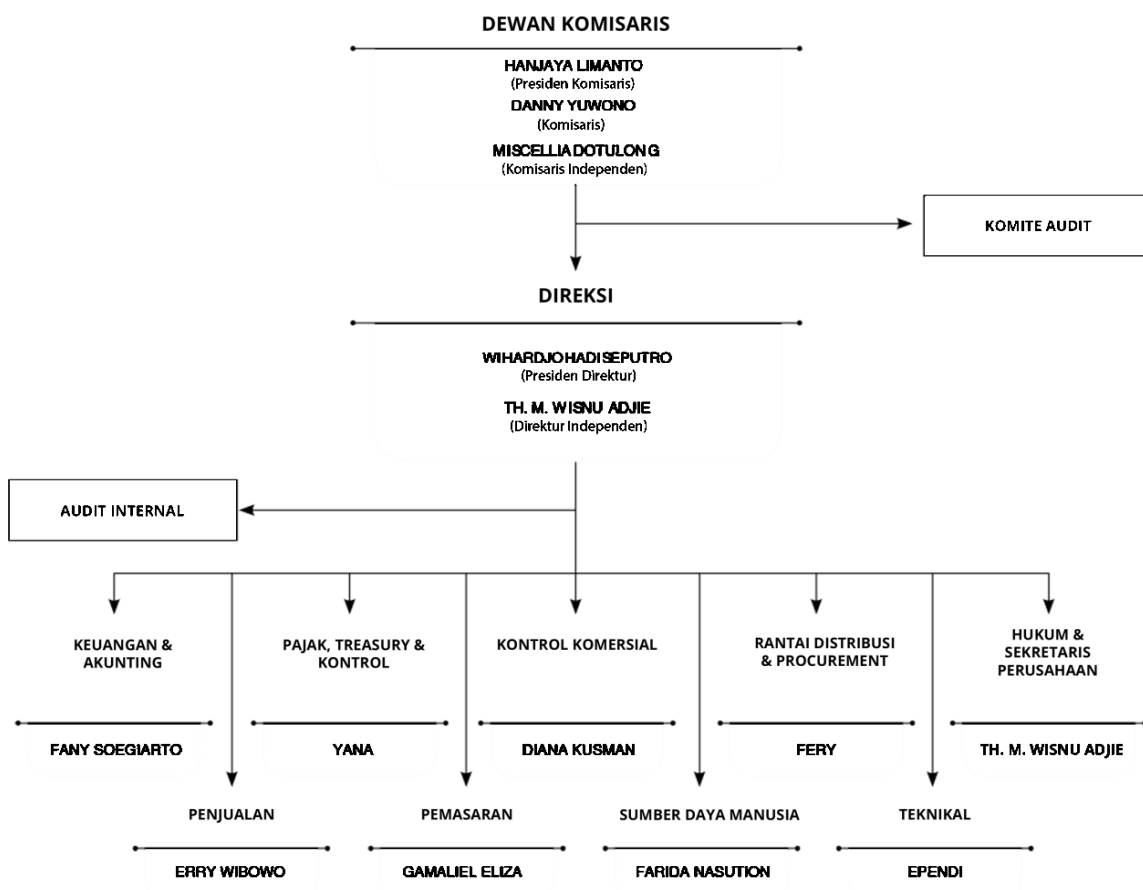 DEWAN KOMISARIS
HANJAYA LIMANTO
(Presiden Komisaris)
DANNY YUWONO
(Komisaris)
MISCELLIA DOTULONG
(Komisaris Independen)
KOMITE AUDIT
DIREKSI
WIHARDJO HADISEPUTRO
(Presiden Direktur)
TH. M. WISNU ADJIE
(Direktur Independen)
AUDIT INTERNAL
KEUANGAN &
AKUNTING
FANY SOEGIARTO
PAJAK, TREASURY &
KONTROL
YANA
KONTROL KOMERSIAL
DIANA KUSMAN
RANTAI DISTRIBUSI
& PROCUREMENT
FERY
HUKUM &
SEKRETARIS
PERUSAHAAN
TH. M. WISNU ADJIE
PENJUALAN
ERRY WIBOWO
PEMASARAN
GAMALIEL ELIZA
SUMBER DAYA MANUSIA
FARIDA NASUTION
TEKNIKAL
EPENDI